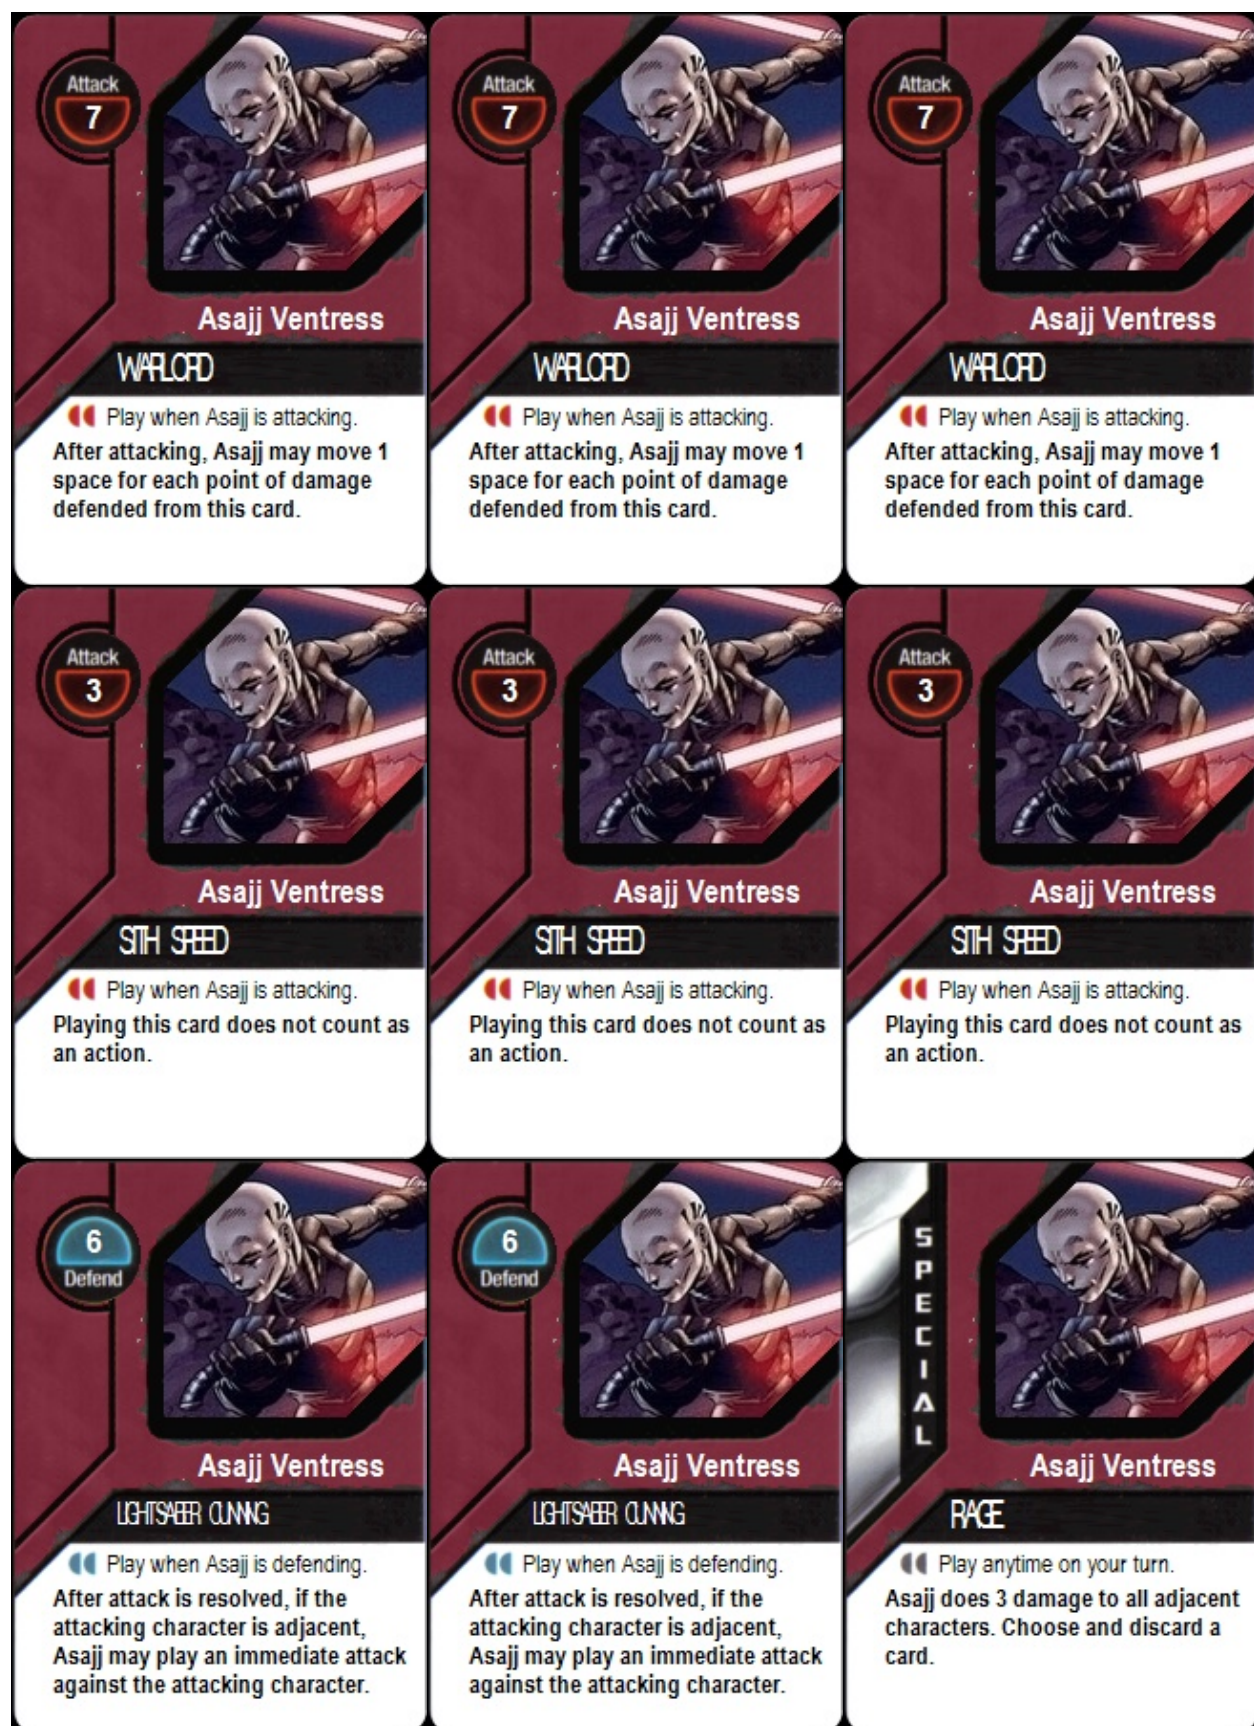 Attack
7
Asajj Ventress
WARLORD
Play when Asajj is attacking.
After attacking, Asajj may move 1
space for each point of damage
defended from this card.
Attack
7
Asajj Ventress
WARLORD
Play when Asajj is attacking.
After attacking, Asajj may move 1
space for each point of damage
defended from this card.
Attack
7
Asajj Ventress
WARLORD
Play when Asajj is attacking.
After attacking, Asajj may move 1
space for each point of damage
defended from this card.
Attack
3
Asajj Ventress
SITH SPEED
Play when Asajj is attacking.
Playing this card does not count as
an action.
Attack
3
Asajj Ventress
SITH SPEED
Play when Asajj is attacking.
Playing this card does not count as
an action.
Attack
3
Asajj Ventress
SITH SPEED
Play when Asajj is attacking.
Playing this card does not count as
an action.
6
Defend
Asajj Ventress
LIGHTSABER CUNNING
Play when Asajj is defending.
After attack is resolved, if the
attacking character is adjacent,
Asajj may play an immediate attack
against the attacking character.
6
Defend
Asajj Ventress
LIGHTSABER CUNNING
Play when Asajj is defending.
After attack is resolved, if the
attacking character is adjacent,
Asajj may play an immediate attack
against the attacking character.
SPECIAL
Asajj Ventress
RAGE
Play anytime on your turn.
Asajj does 3 damage to all adjacent
characters. Choose and discard a
card.